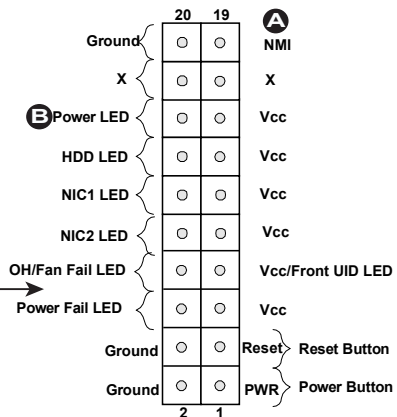 20 19 A
Ground NMI
X X
B Power LED Vcc
HDD LED Vcc
NIC1 LED Vcc
NIC2 LED Vcc
OH/Fan Fail LED Vcc/Front UID LED
Power Fail LED Vcc
Ground Reset Reset Button
Ground PWR Power Button
2 1